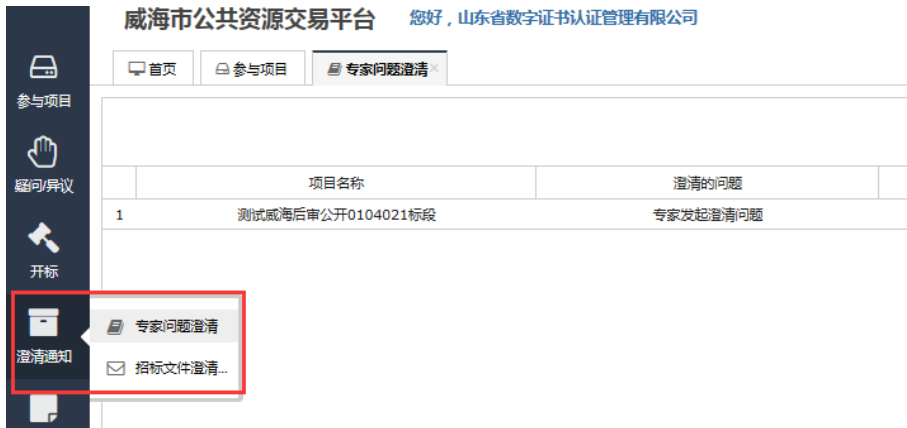 威海市公共资源交易平台
您好，山东省数字证书认证管理有限公司
首页
参与项目
专家问题澄清
参与项目
疑问/异议
开标
澄清通知
项目名称
澄清的问题
1
测试威海后审公开0104021标段
专家发起澄清问题
专家问题澄清
招标文件澄清...